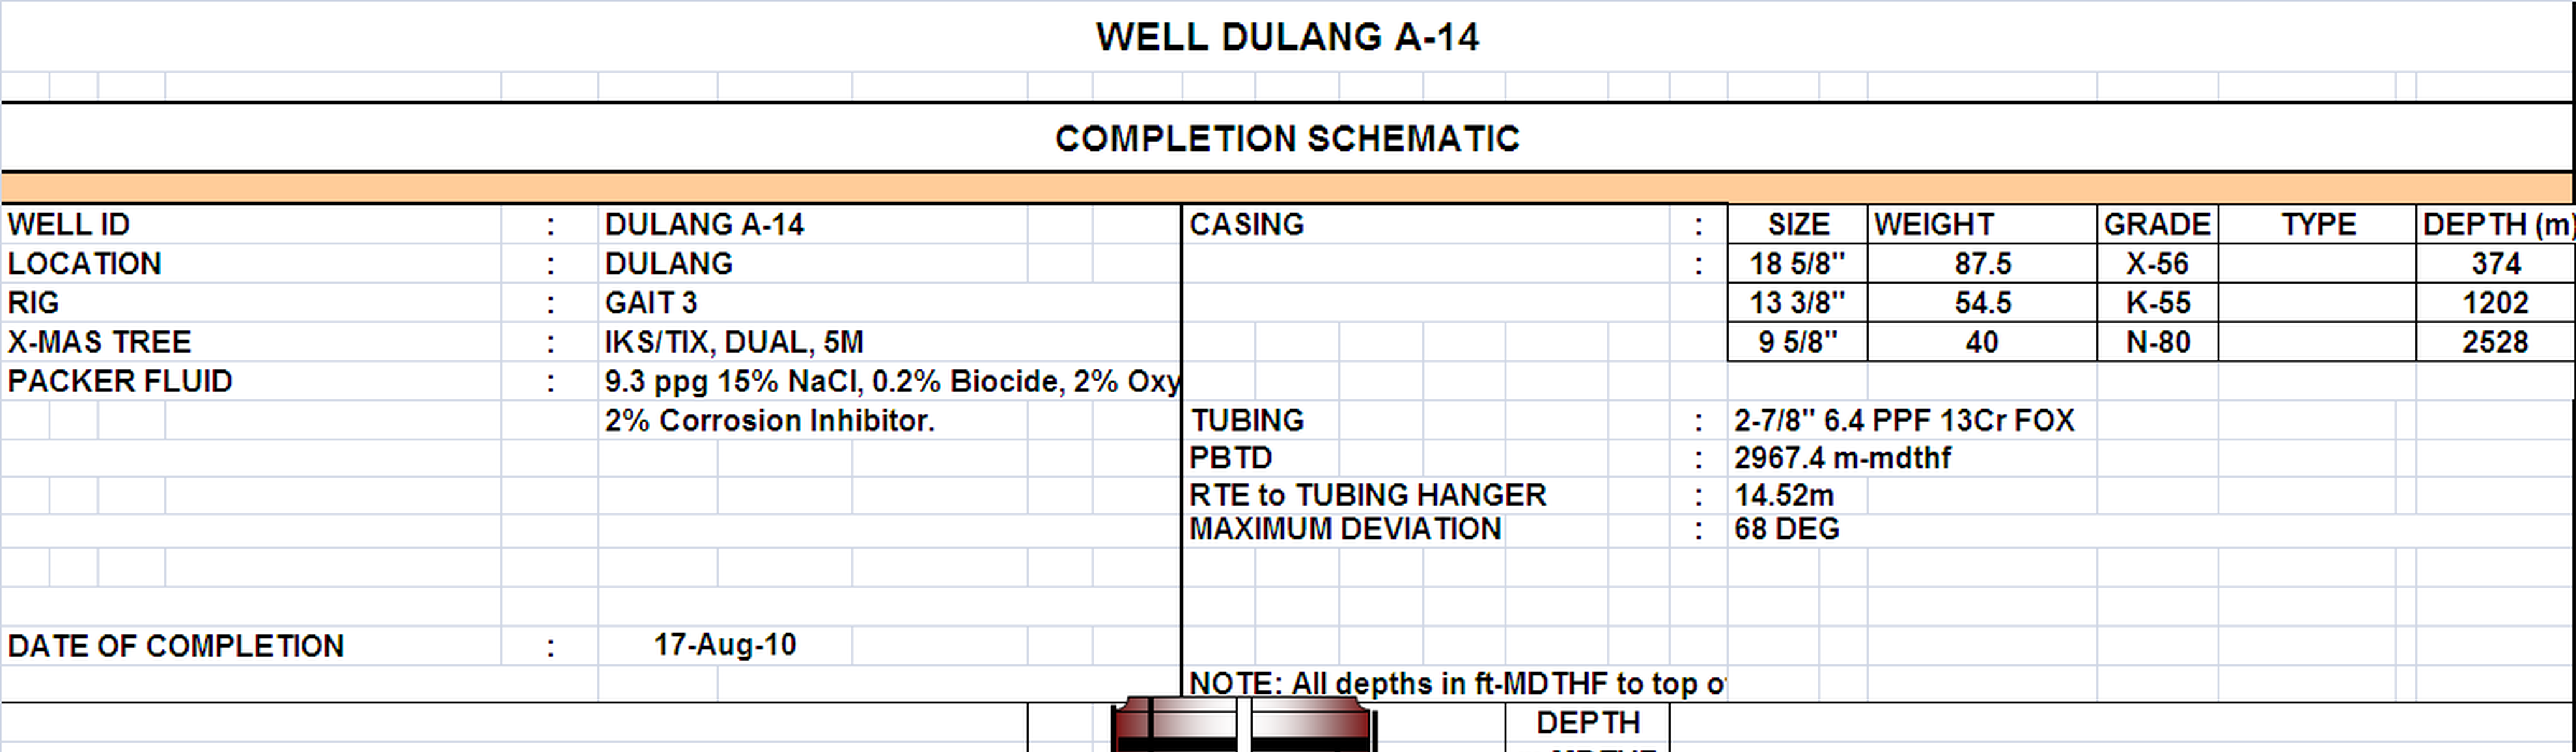 WELL DULANG A-14
COMPLETION SCHEMATIC
WELL ID : DULANG A-14
LOCATION : DULANG
RIG : GAIT 3
X-MAS TREE : IKS/TIX, DUAL, 5M
PACKER FLUID : 9.3 ppg 15% NaCl, 0.2% Biocide, 2% Oxy
2% Corrosion Inhibitor.
DATE OF COMPLETION : 17-Aug-10
CASING : SIZE WEIGHT GRADE TYPE DEPTH (m)
: 18 5/8" 87.5 X-56 374
13 3/8" 54.5 K-55 1202
9 5/8" 40 N-80 2528
TUBING : 2-7/8" 6.4 PPF 13Cr FOX
PBTD : 2967.4 m-mdthf
RTE to TUBING HANGER : 14.52m
MAXIMUM DEVIATION : 68 DEG
NOTE: All depths in ft-MDTHF to top
DEPTH